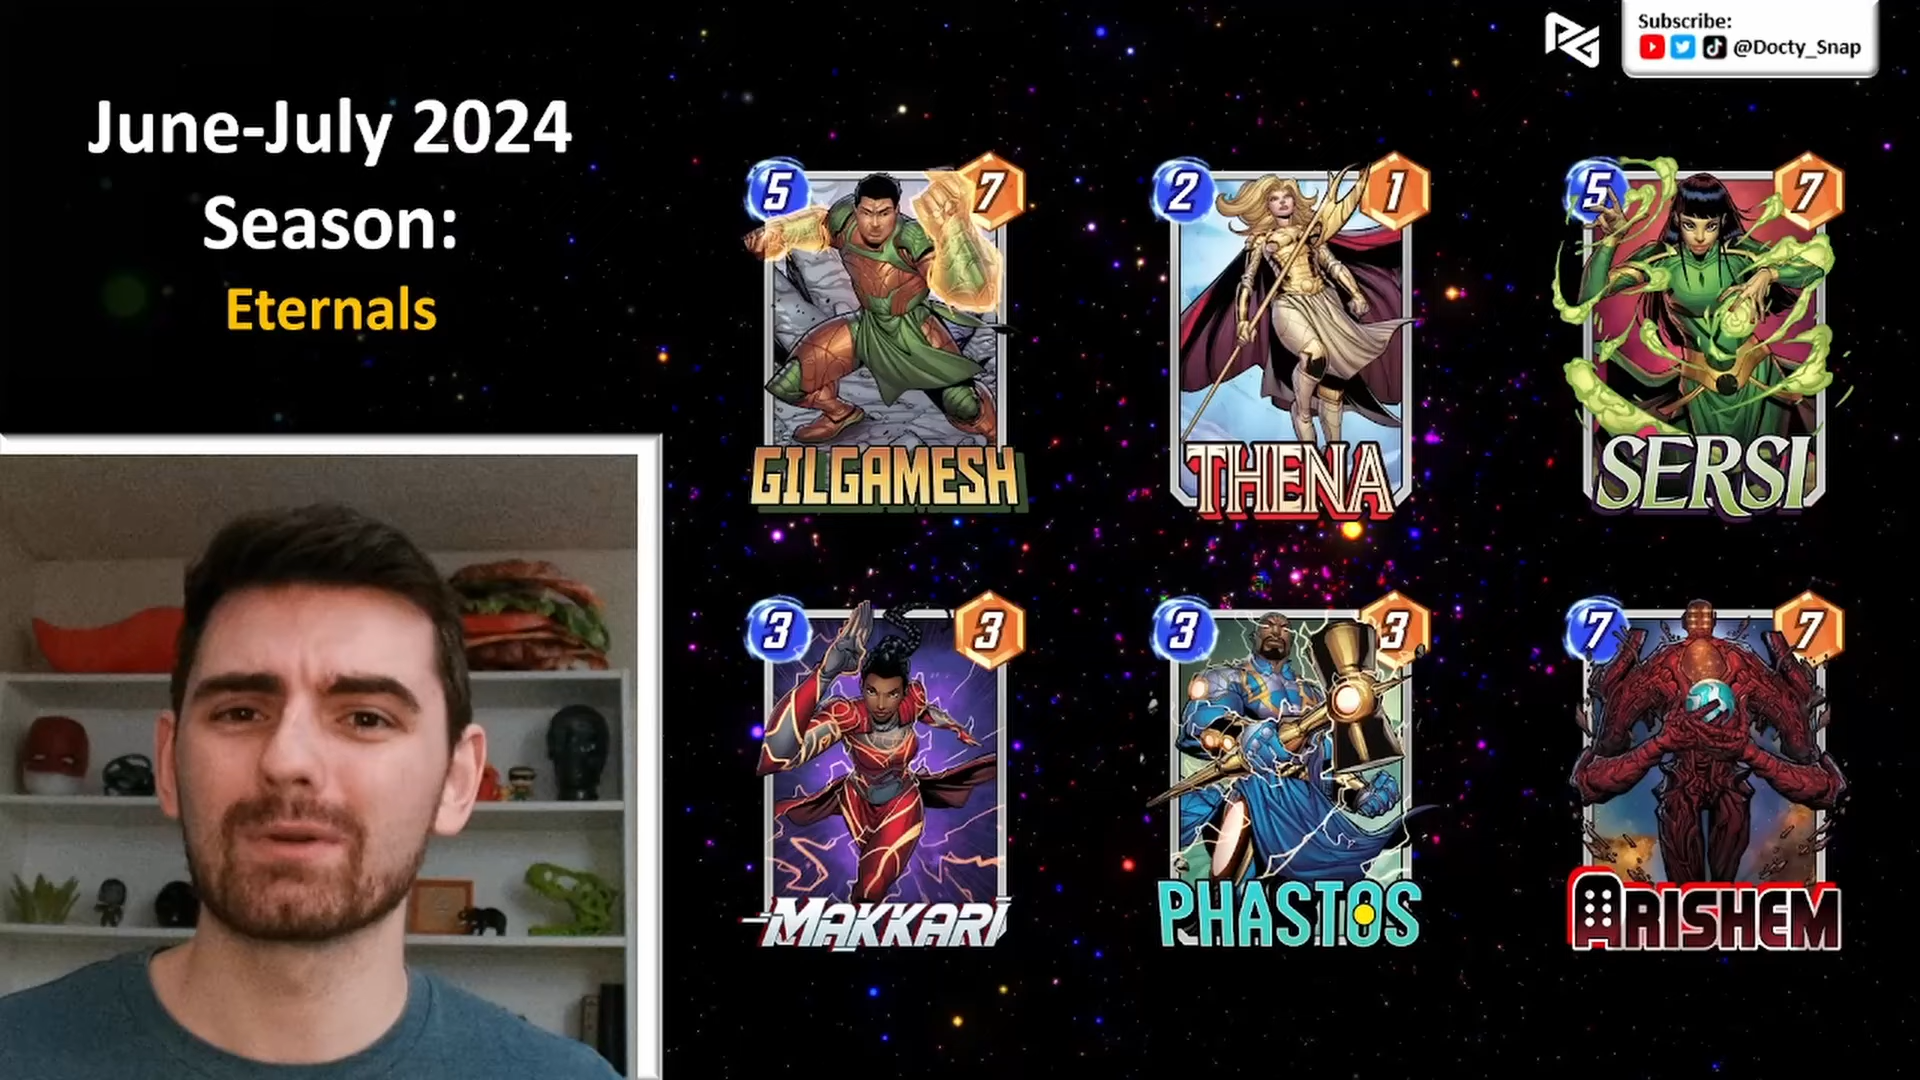 Subscribe:
@Docty_Snap
June-July 2024
Season:
Eternals
5 7
GILGAMESH
2 1
THENA
5 7
SERSI
3 3
MAKKARI
3 3
PHASTOS
7 7
ARISHEM